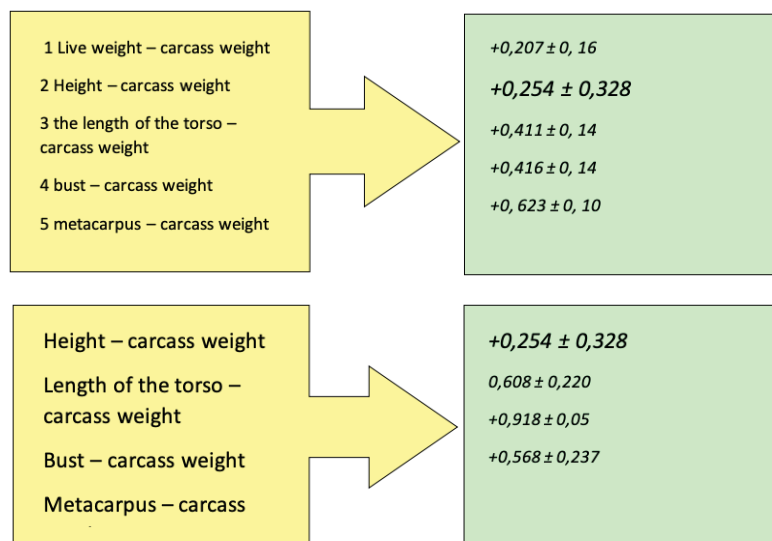 1 Live weight – carcass weight
2 Height – carcass weight
3 the length of the torso –
carcass weight
4 bust – carcass weight
5 metacarpus – carcass weight
+0,207 ± 0, 16
+0,254 ± 0,328
+0,411 ± 0, 14
+0,416 ± 0, 14
+0, 623 ± 0, 10
Height – carcass weight
Length of the torso –
carcass weight
Bust – carcass weight
Metacarpus – carcass
+0,254 ± 0,328
0,608 ± 0,220
+0,918 ± 0,05
+0,568 ± 0,237